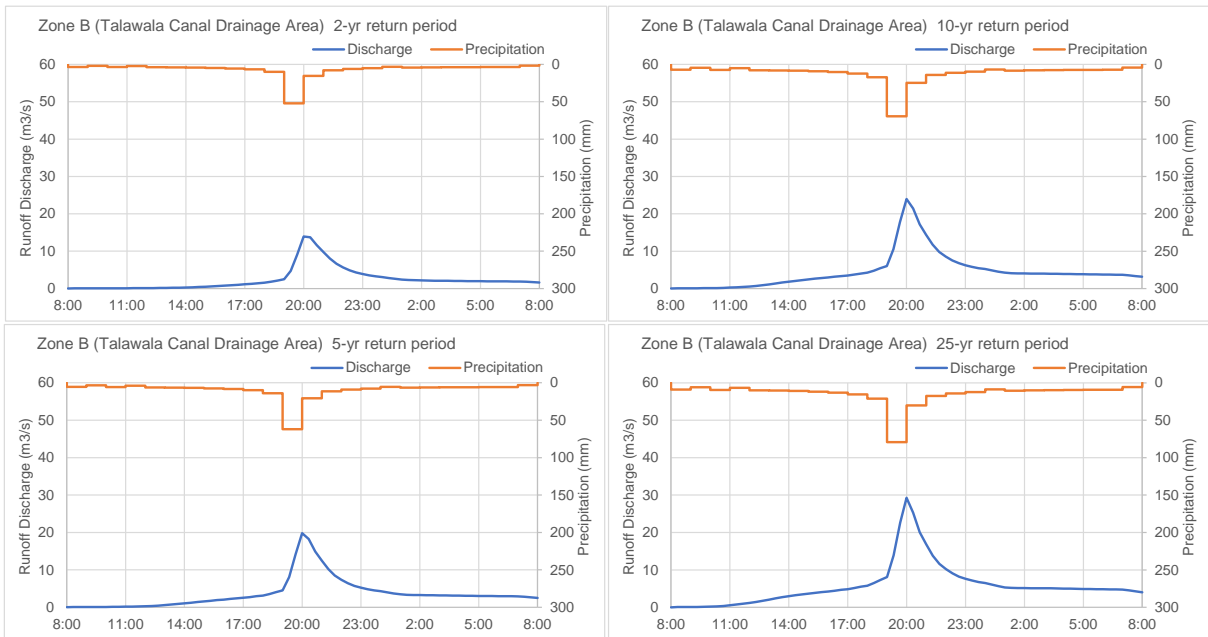 Zone B (Talawala Canal Drainage Area) 2-yr return period
Discharge Precipitation
60 0
50 50
40 100
30 150
20 200
10 250
0 300
Runoff Discharge (m3/s)
Precipitation (mm)
8:00 11:00 14:00 17:00 20:00 23:00 2:00 5:00 8:00
Zone B (Talawala Canal Drainage Area) 10-yr return period
Discharge Precipitation
60 0
50 50
40 100
30 150
20 200
10 250
0 300
Runoff Discharge (m3/s)
Precipitation (mm)
8:00 11:00 14:00 17:00 20:00 23:00 2:00 5:00 8:00
Zone B (Talawala Canal Drainage Area) 5-yr return period
Discharge Precipitation
60 0
50 50
40 100
30 150
20 200
10 250
0 300
Runoff Discharge (m3/s)
Precipitation (mm)
8:00 11:00 14:00 17:00 20:00 23:00 2:00 5:00 8:00
Zone B (Talawala Canal Drainage Area) 25-yr return period
Discharge Precipitation
60 0
50 50
40 100
30 150
20 200
10 250
0 300
Runoff Discharge (m3/s)
Precipitation (mm)
8:00 11:00 14:00 17:00 20:00 23:00 2:00 5:00 8:00